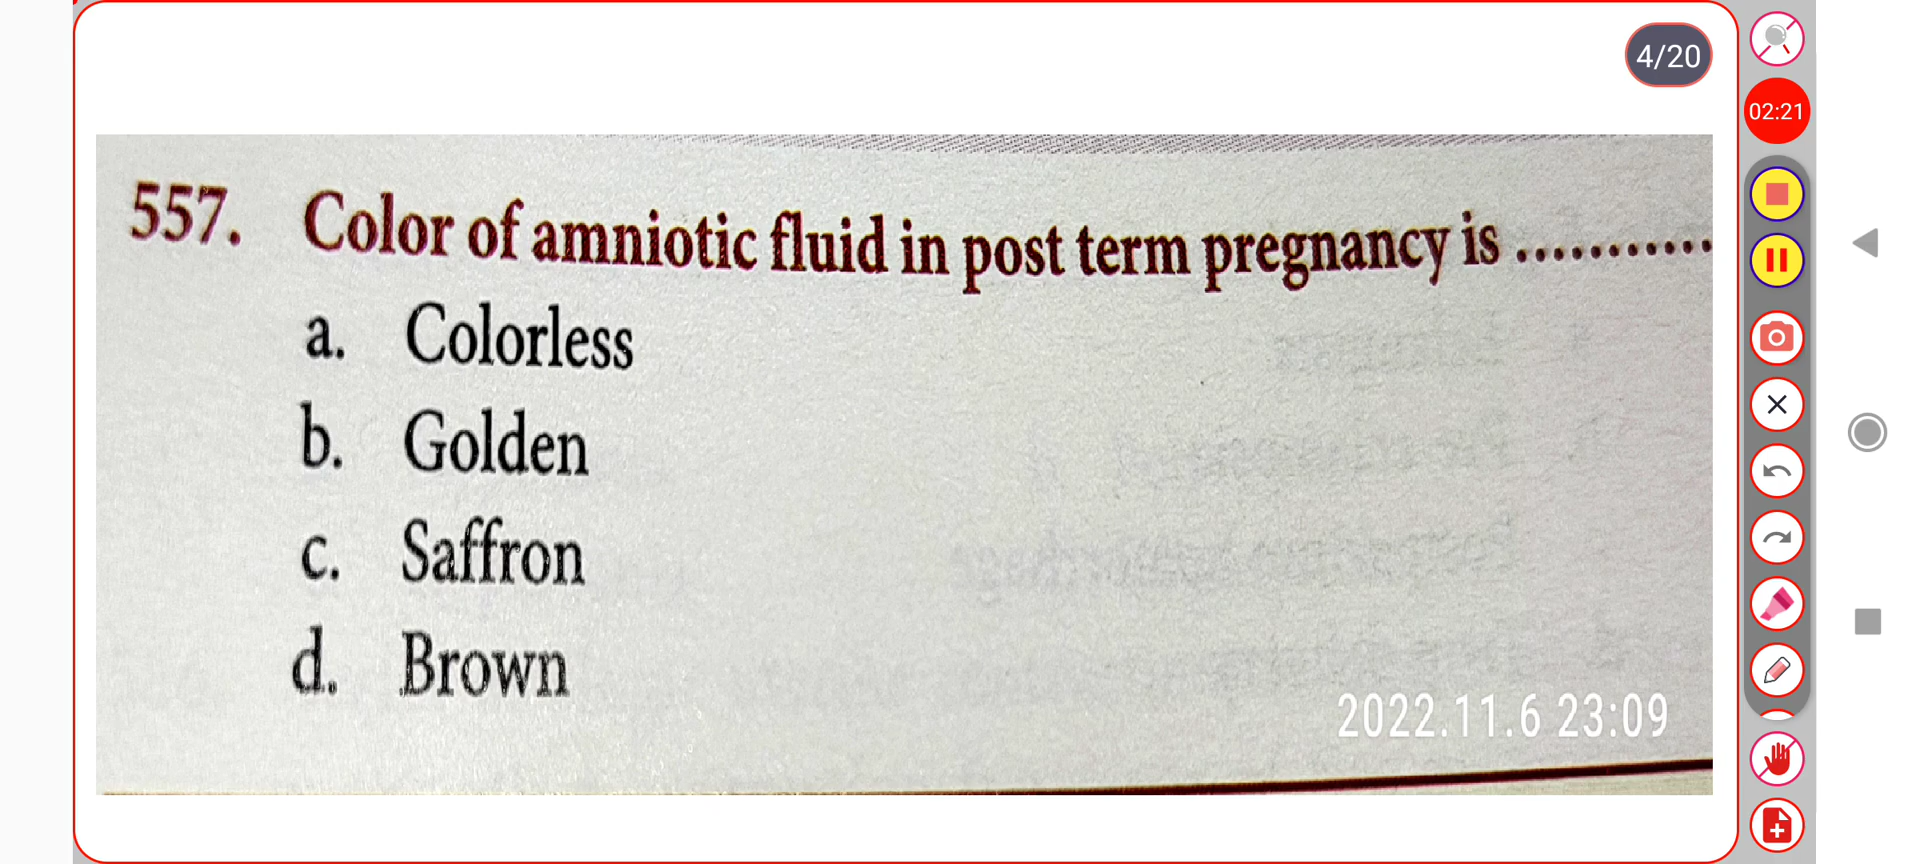 4/20
02:21
557. Color of amniotic fluid in post term pregnancy is ...........
a. Colorless
b. Golden
c. Saffron
d. Brown
2022.11.6 23:09